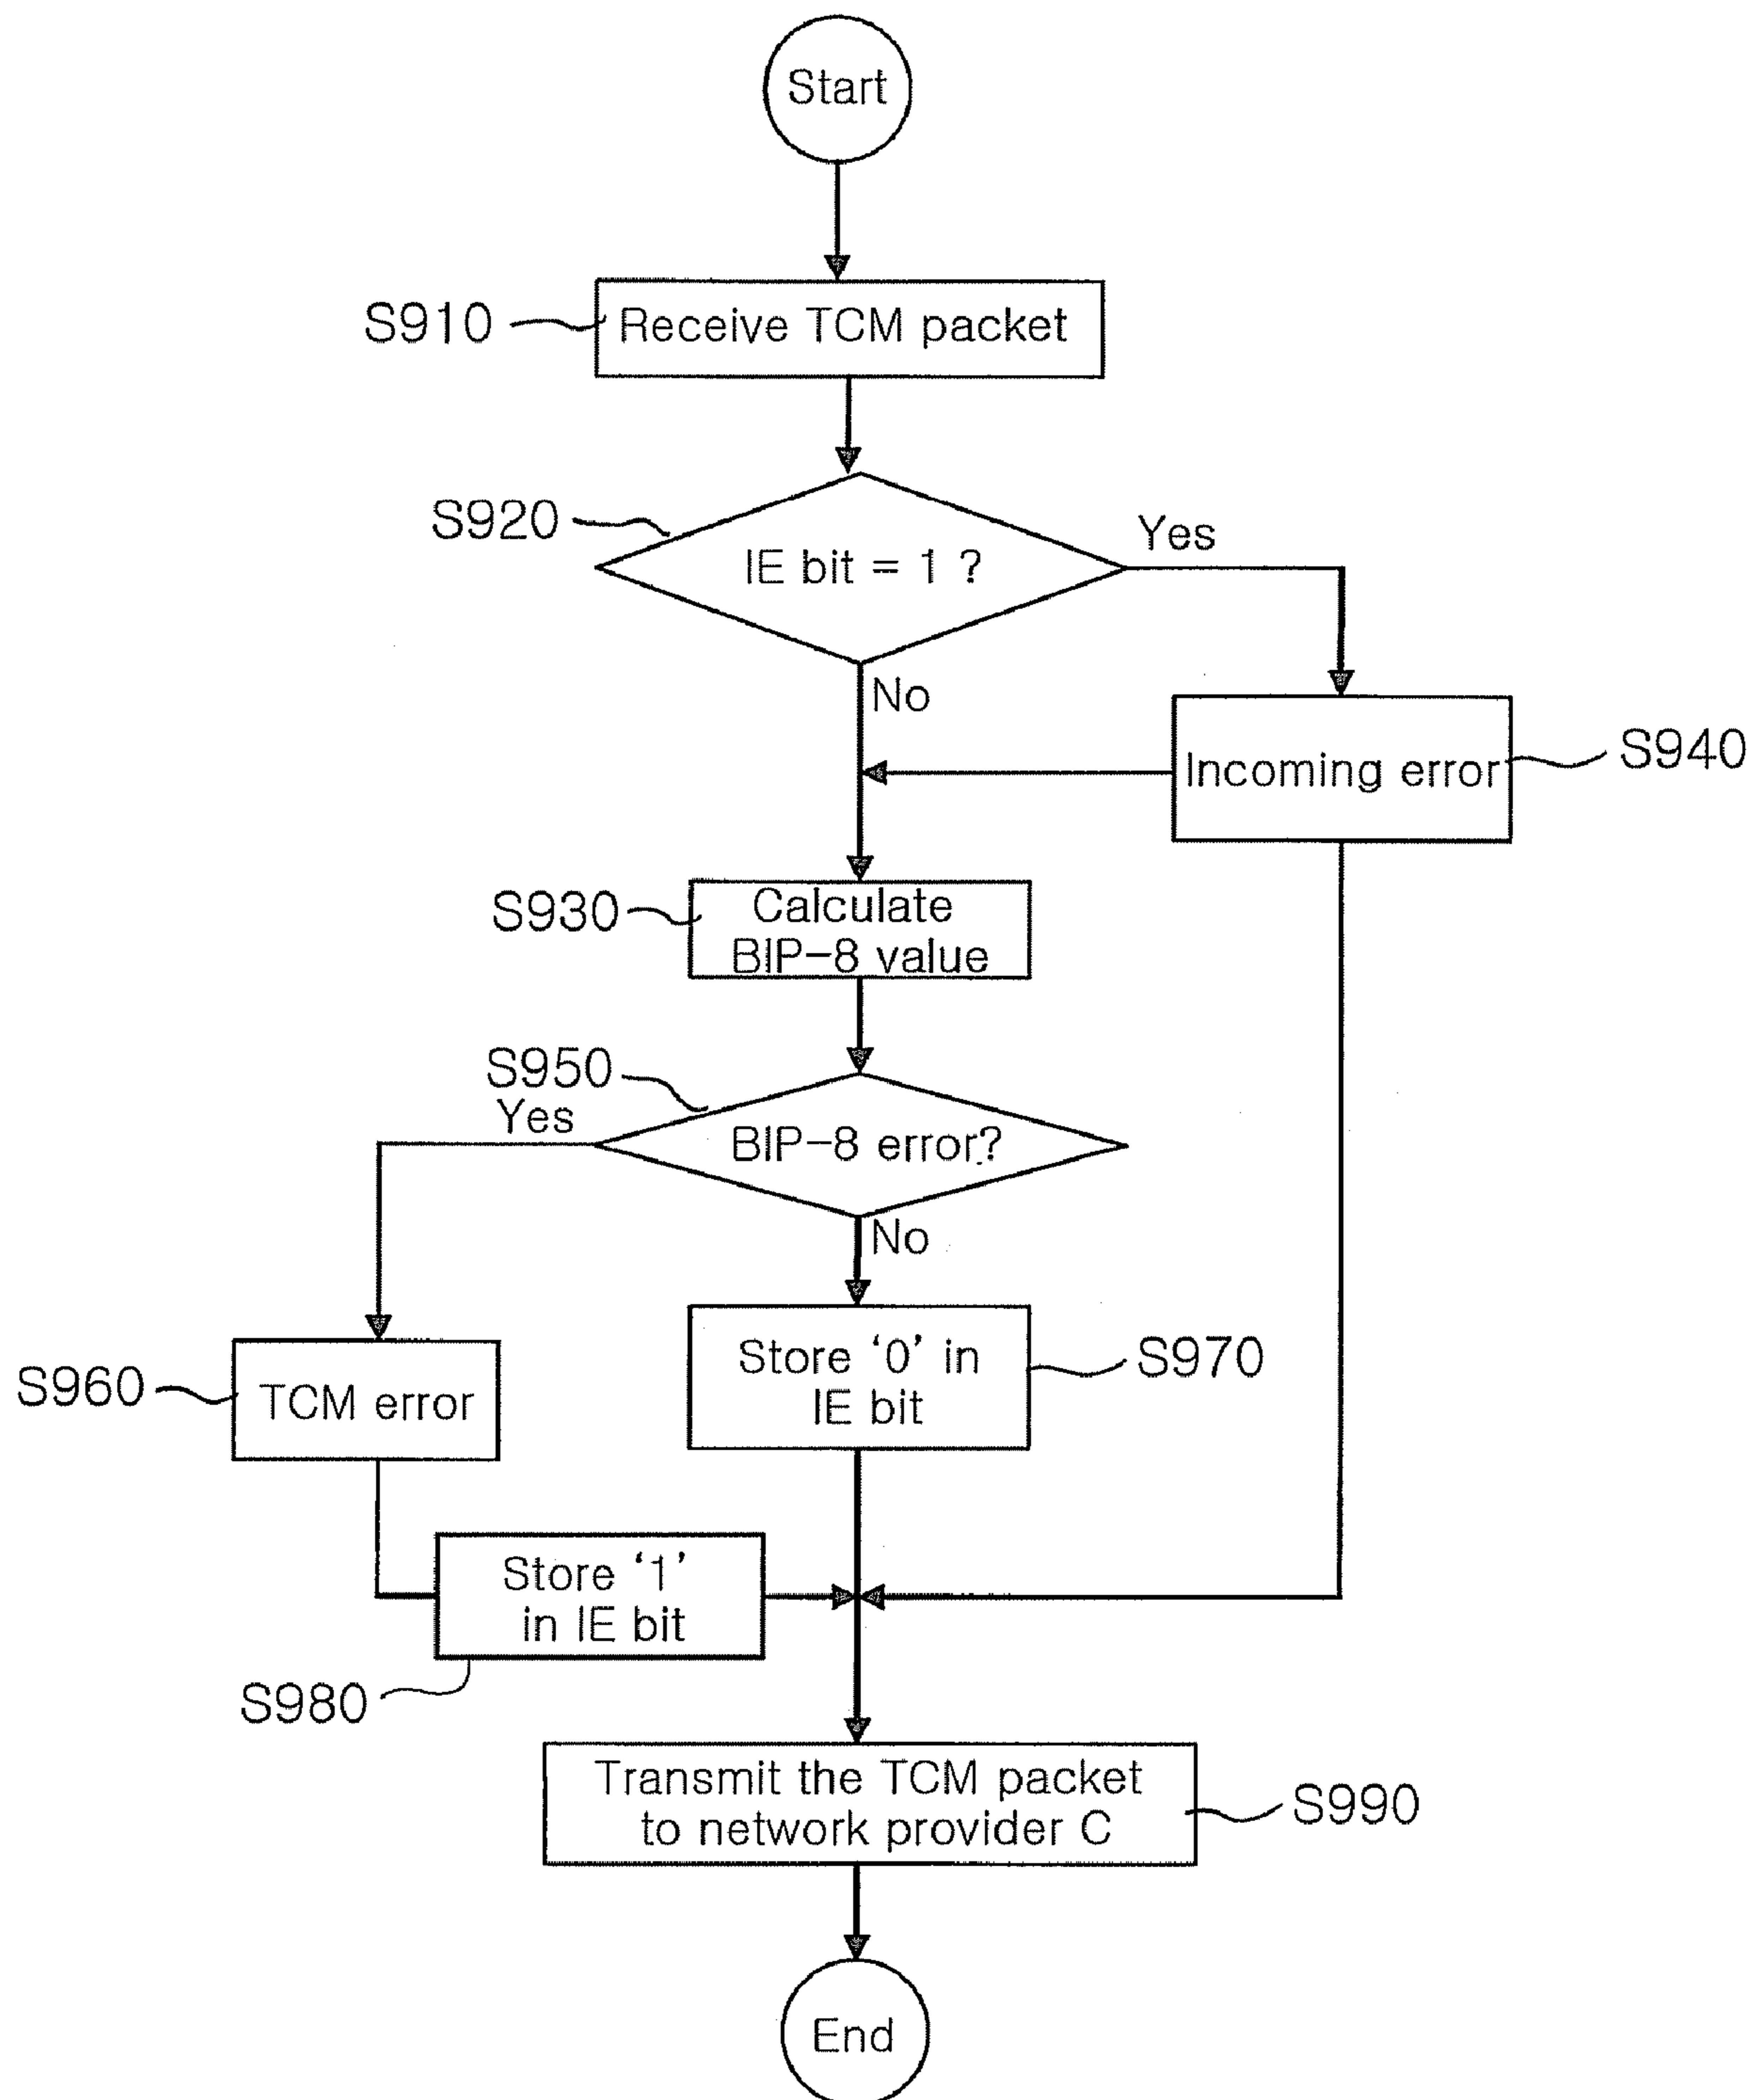 Start
S910
Receive TCM packet
S920
IE bit = 1 ?
Yes
No
Incoming error
S940
S930
Calculate
BIP-8 value
S950
Yes
BIP-8 error?
No
S960
TCM error
Store ‘0’ in
IE bit
S970
Store ‘1’
in IE bit
S980
Transmit the TCM packet
to network provider C
S990
End